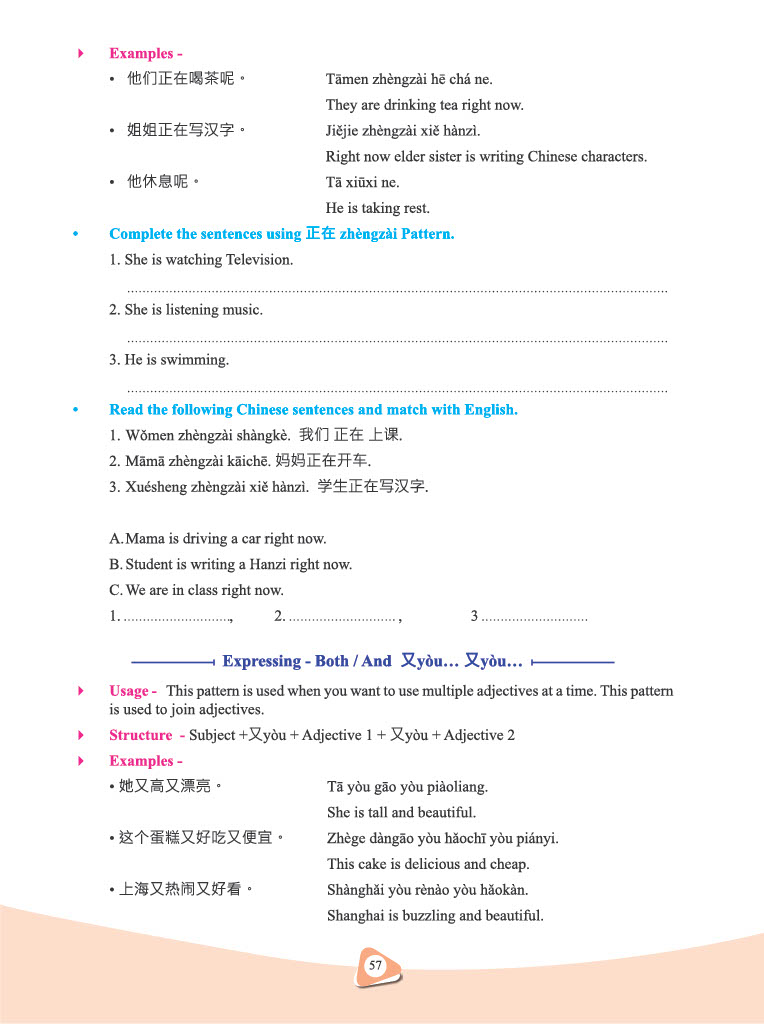 Examples -
• 他们正在喝茶呢。 Tāmen zhèngzài hē chá ne.
They are drinking tea right now.
• 姐姐正在写汉字。 Jiějie zhèngzài xiě hànzì.
Right now elder sister is writing Chinese characters.
• 他休息呢。 Tā xiūxi ne.
He is taking rest.
• Complete the sentences using 正在 zhèngzài Pattern.
1. She is watching Television.
......................................................................
2. She is listening music.
......................................................................
3. He is swimming.
......................................................................
• Read the following Chinese sentences and match with English.
1. Wǒmen zhèngzài shàngkè. 我们 正在 上课.
2. Māmā zhèngzài kāichē. 妈妈正在开车.
3. Xuésheng zhèngzài xiě hànzì. 学生正在写汉字.
A. Mama is driving a car right now.
B. Student is writing a Hanzi right now.
C. We are in class right now.
1. ............................, 2. ............................ , 3 ............................
Expressing - Both / And 又yòu… 又yòu…
Usage - This pattern is used when you want to use multiple adjectives at a time. This pattern
is used to join adjectives.
Structure - Subject +又yòu + Adjective 1 + 又yòu + Adjective 2
Examples -
• 她又高又漂亮。 Tā yòu gāo yòu piàoliang.
She is tall and beautiful.
• 这个蛋糕又好吃又便宜。 Zhège dàngāo yòu hǎochī yòu piányi.
This cake is delicious and cheap.
• 上海又热闹又好看。 Shànghǎi yòu rènào yòu hǎokàn.
Shanghai is buzzling and beautiful.
57